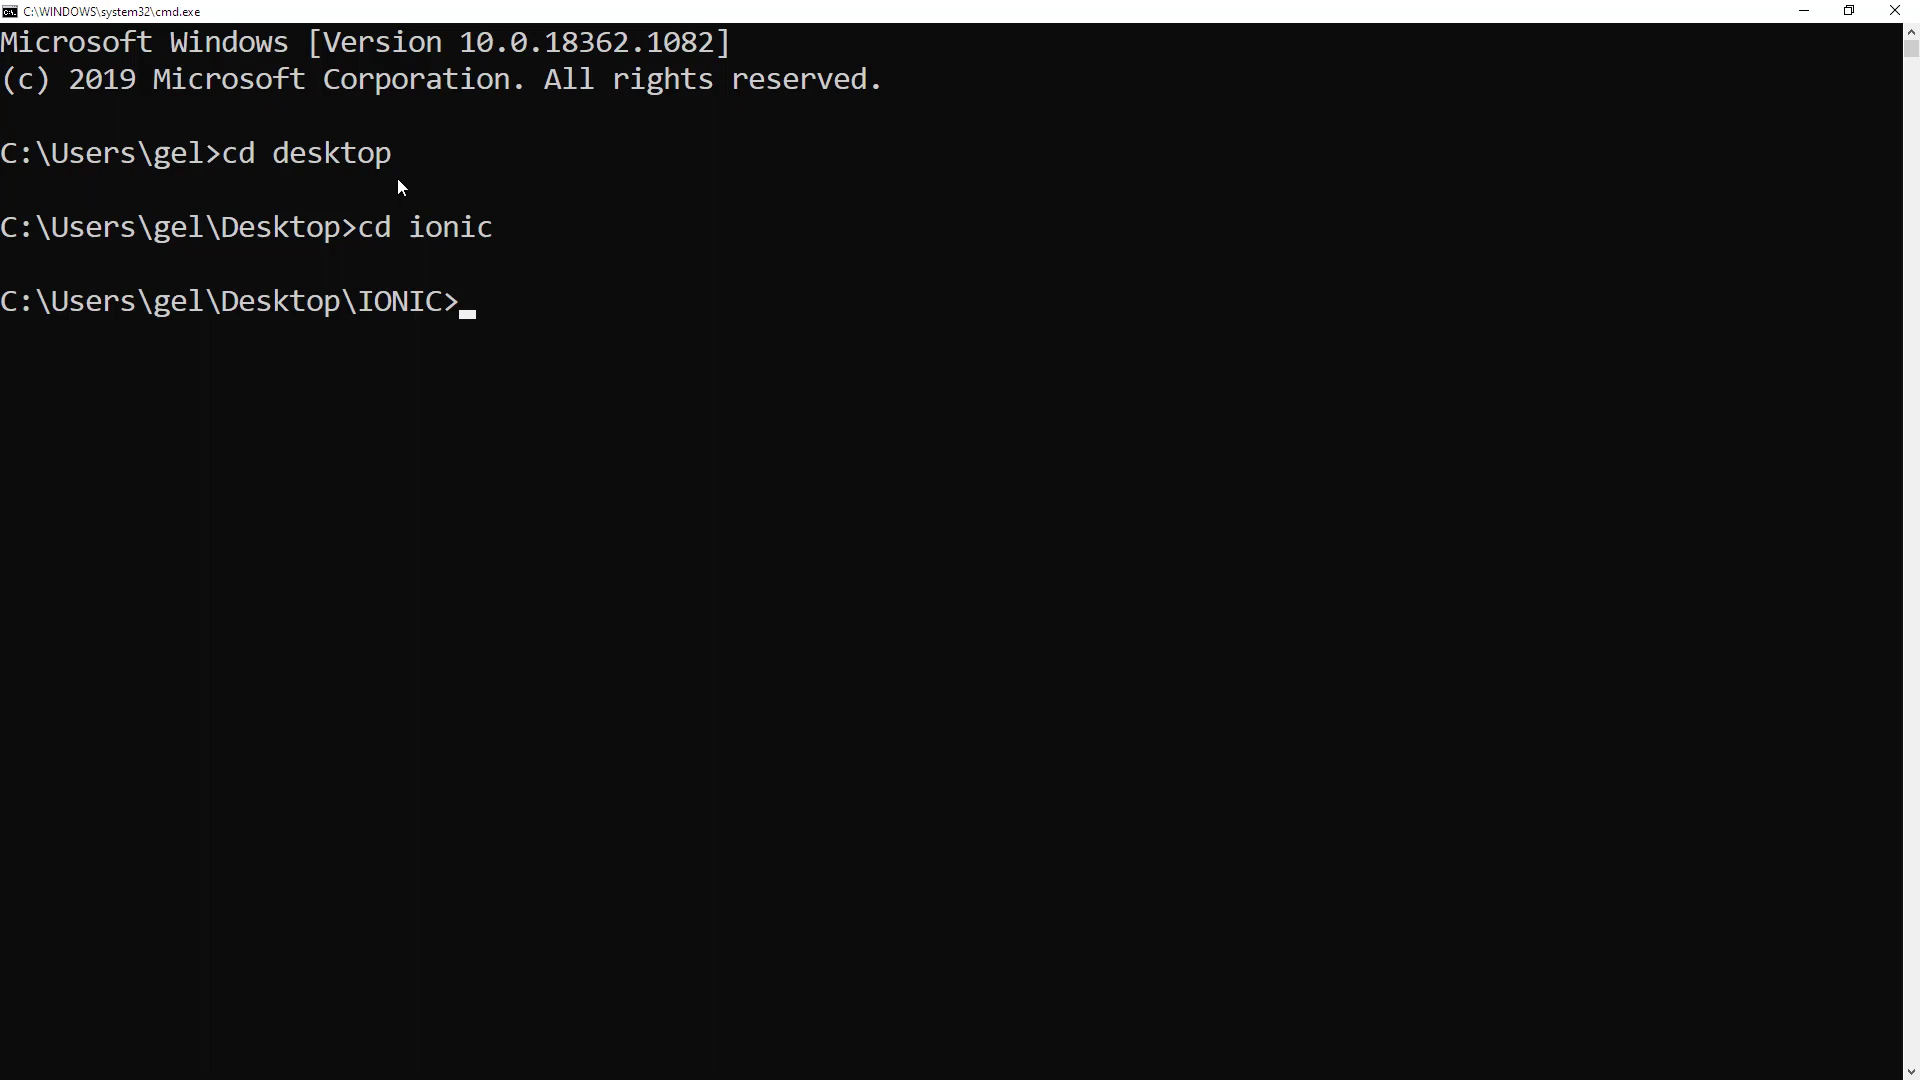 C:\WINDOWS\system32\cmd.exe
Microsoft Windows [Version 10.0.18362.1082]
(c) 2019 Microsoft Corporation. All rights reserved.
C:\Users\gel>cd desktop
C:\Users\gel\Desktop>cd ionic
C:\Users\gel\Desktop\IONIC>